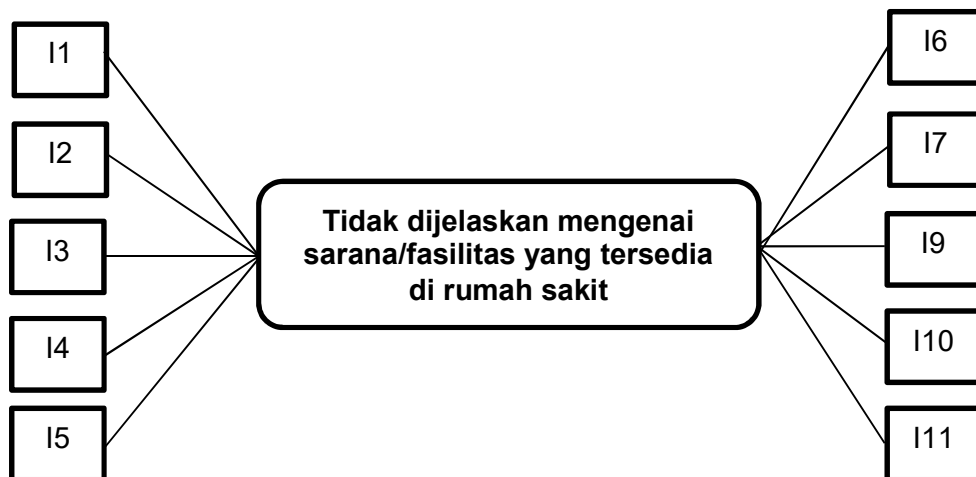 I1
I2
I3
I4
I5
Tidak dijelaskan mengenai
sarana/fasilitas yang tersedia
di rumah sakit
I6
I7
I9
I10
I11